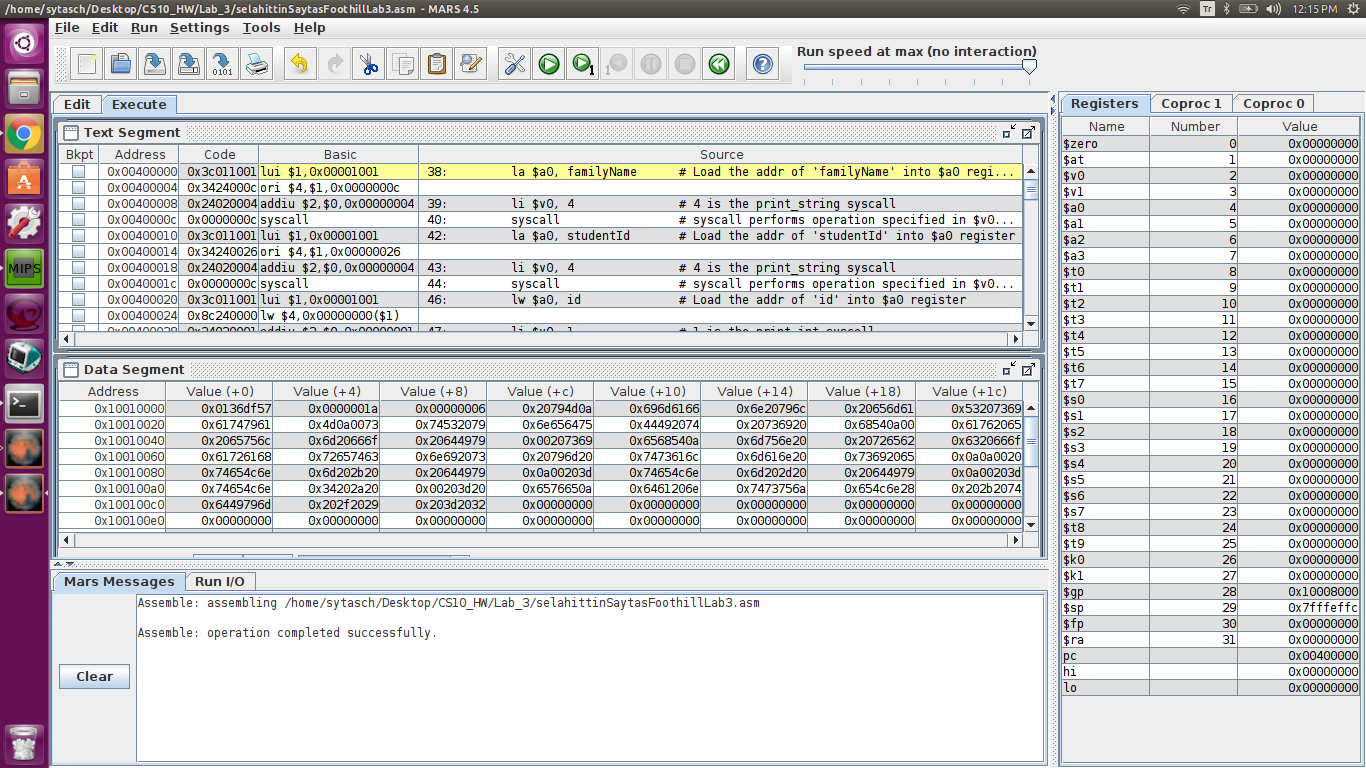 /home/sytasch/Desktop/CS10_HW/Lab_3/selahittinSaytasFoothillLab3.asm - MARS 4.5 Tr 12:15 PM
File Edit Run Settings Tools Help
Run speed at max (no interaction)
0101 1 1
Edit Execute
Text Segment
Bkpt Address Code Basic Source
0x00400000 0x3c011001 lui $1,0x00001001 38: la $a0, familyName # Load the addr of 'familyName' into $a0 regi...
0x00400004 0x3424000c ori $4,$1,0x0000000c
0x00400008 0x24020004 addiu $2,$0,0x00000004 39: li $v0, 4 # 4 is the print_string syscall
0x0040000c 0x0000000c syscall 40: syscall # syscall performs operation specified in $v0...
0x00400010 0x3c011001 lui $1,0x00001001 42: la $a0, studentId # Load the addr of 'studentId' into $a0 register
0x00400014 0x34240026 ori $4,$1,0x00000026
0x00400018 0x24020004 addiu $2,$0,0x00000004 43: li $v0, 4 # 4 is the print_string syscall
0x0040001c 0x0000000c syscall 44: syscall # syscall performs operation specified in $v0...
0x00400020 0x3c011001 lui $1,0x00001001 46: lw $a0, id # Load the addr of 'id' into $a0 register
0x00400024 0x8c240000 lw $4,0x00000000($1)
0x00400028 0x24020001 addiu $2,$0,0x00000001 47: li $v0, 1 # 1 is the print_int syscall
Data Segment
Address Value (+0) Value (+4) Value (+8) Value (+c) Value (+10) Value (+14) Value (+18) Value (+1c)
0x10010000 0x0136df57 0x0000001a 0x00000006 0x20794d0a 0x696d6166 0x6e20796c 0x20656d61 0x53207369
0x10010020 0x61747961 0x4d0a0073 0x74532079 0x6e656475 0x44492074 0x20736920 0x68540a00 0x61762065
0x10010040 0x2065756c 0x6d20666f 0x20644979 0x00207369 0x6568540a 0x6d756e20 0x20726562 0x6320666f
0x10010060 0x61726168 0x72657463 0x6e692073 0x20796d20 0x7473616c 0x6d616e20 0x73692065 0x0a0a0020
0x10010080 0x74654c6e 0x6d202b20 0x20644979 0x0a00203d 0x74654c6e 0x6d202d20 0x20644979 0x0a00203d
0x100100a0 0x74654c6e 0x34202a20 0x00203d20 0x6576650a 0x6461206e 0x7473756a 0x654c6e28 0x202b2074
0x100100c0 0x6449796d 0x202f2029 0x203d2032 0x00000000 0x00000000 0x00000000 0x00000000 0x00000000
0x100100e0 0x00000000 0x00000000 0x00000000 0x00000000 0x00000000 0x00000000 0x00000000 0x00000000
Mars Messages Run I/O
Assemble: assembling /home/sytasch/Desktop/CS10_HW/Lab_3/selahittinSaytasFoothillLab3.asm
Assemble: operation completed successfully.
Clear
Registers Coproc 1 Coproc 0
Name Number Value
$zero 0 0x00000000
$at 1 0x00000000
$v0 2 0x00000000
$v1 3 0x00000000
$a0 4 0x00000000
$a1 5 0x00000000
$a2 6 0x00000000
$a3 7 0x00000000
$t0 8 0x00000000
$t1 9 0x00000000
$t2 10 0x00000000
$t3 11 0x00000000
$t4 12 0x00000000
$t5 13 0x00000000
$t6 14 0x00000000
$t7 15 0x00000000
$s0 16 0x00000000
$s1 17 0x00000000
$s2 18 0x00000000
$s3 19 0x00000000
$s4 20 0x00000000
$s5 21 0x00000000
$s6 22 0x00000000
$s7 23 0x00000000
$t8 24 0x00000000
$t9 25 0x00000000
$k0 26 0x00000000
$k1 27 0x00000000
$gp 28 0x10008000
$sp 29 0x7fffeffc
$fp 30 0x00000000
$ra 31 0x00000000
pc 0x00400000
hi 0x00000000
lo 0x00000000
MIPS